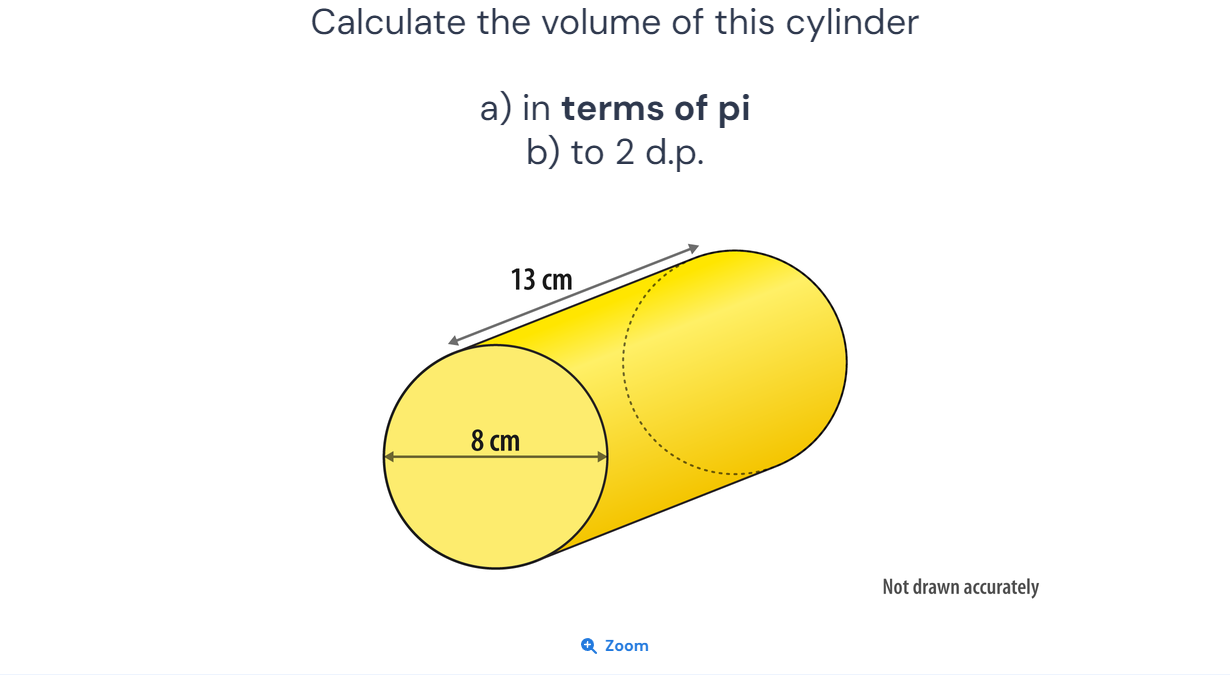 Calculate the volume of this cylinder
a) in terms of pi
b) to 2 d.p.
13 cm
8 cm
Not drawn accurately
Zoom